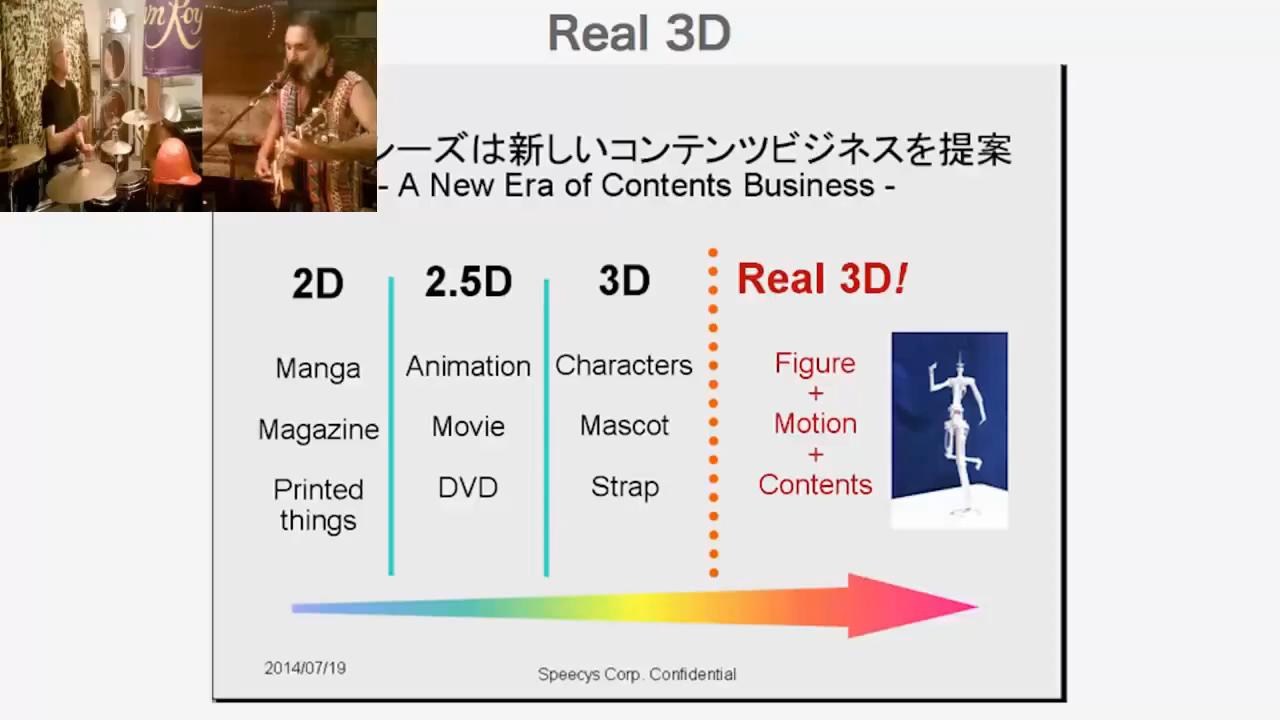 Real 3D
ーズは新しいコンテンツビジネスを提案
- A New Era of Contents Business -
2D
2.5D
3D
Real 3D!
Manga
Animation
Characters
Figure
+
Magazine
Movie
Mascot
Motion
+
Printed
things
DVD
Strap
Contents
2014/07/19
Speecys Corp. Confidential